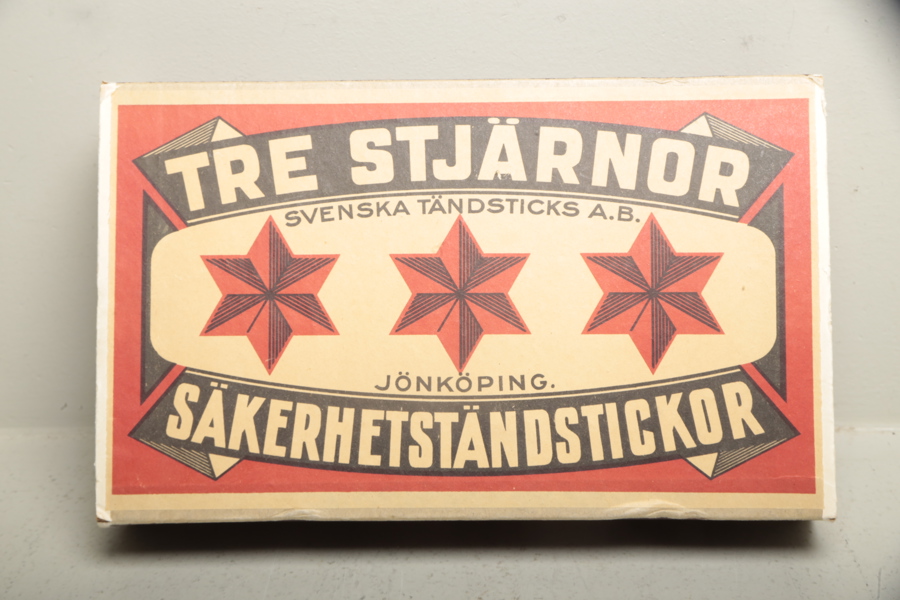 TRE STJÄRNOR
SVENSKA TÄNDSTICKS A.B.
JÖNKÖPING.
SÄKERHETSTÄNDSTICKOR